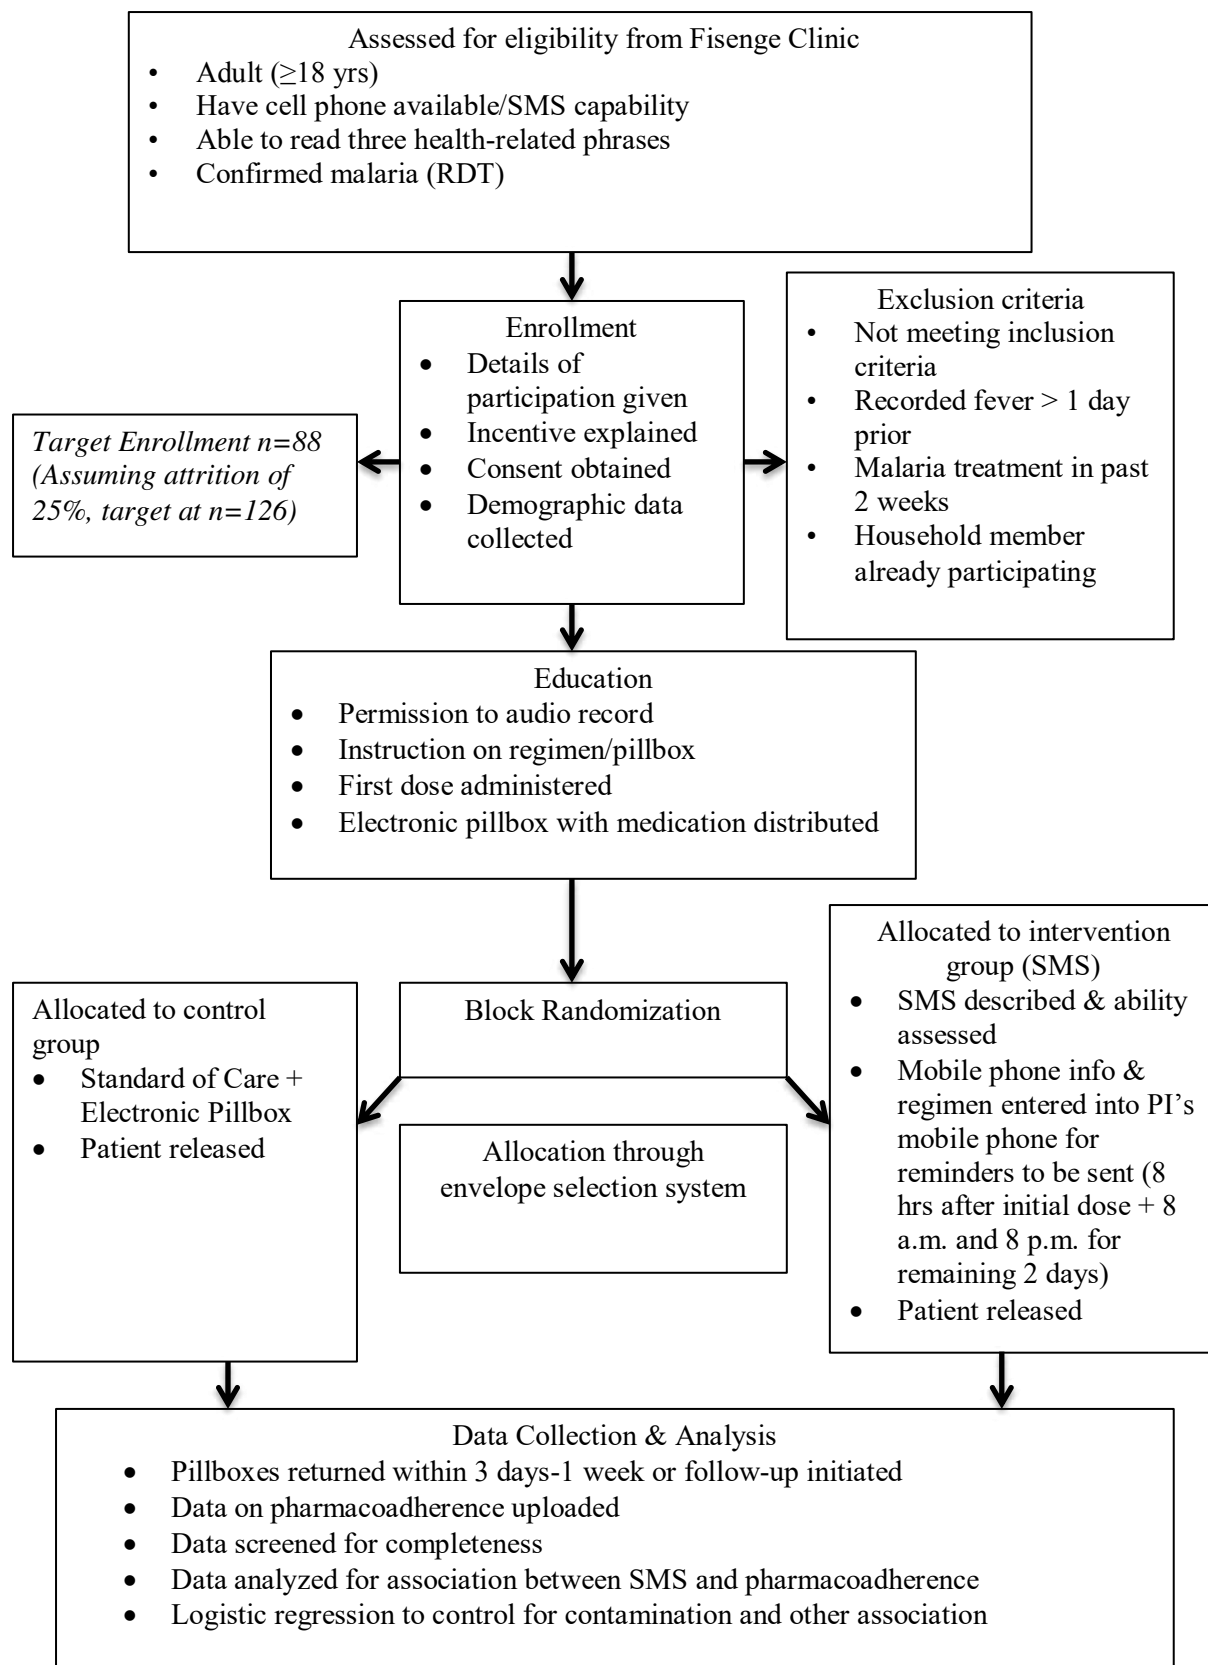 Assessed for eligibility from Fisenge Clinic
• Adult (≥18 yrs)
• Have cell phone available/SMS capability
• Able to read three health-related phrases
• Confirmed malaria (RDT)
Enrollment
• Details of
participation given
• Incentive explained
• Consent obtained
• Demographic data
collected
Target Enrollment n=88
(Assuming attrition of
25%, target at n=126)
Exclusion criteria
• Not meeting inclusion
criteria
• Recorded fever > 1 day
prior
• Malaria treatment in past
2 weeks
• Household member
already participating
Education
• Permission to audio record
• Instruction on regimen/pillbox
• First dose administered
• Electronic pillbox with medication distributed
Block Randomization
Allocation through
envelope selection system
Allocated to control
group
• Standard of Care +
Electronic Pillbox
• Patient released
Allocated to intervention
group (SMS)
• SMS described & ability
assessed
• Mobile phone info &
regimen entered into PI’s
mobile phone for
reminders to be sent (8
hrs after initial dose + 8
a.m. and 8 p.m. for
remaining 2 days)
• Patient released
Data Collection & Analysis
• Pillboxes returned within 3 days-1 week or follow-up initiated
• Data on pharmacoadherence uploaded
• Data screened for completeness
• Data analyzed for association between SMS and pharmacoadherence
• Logistic regression to control for contamination and other association